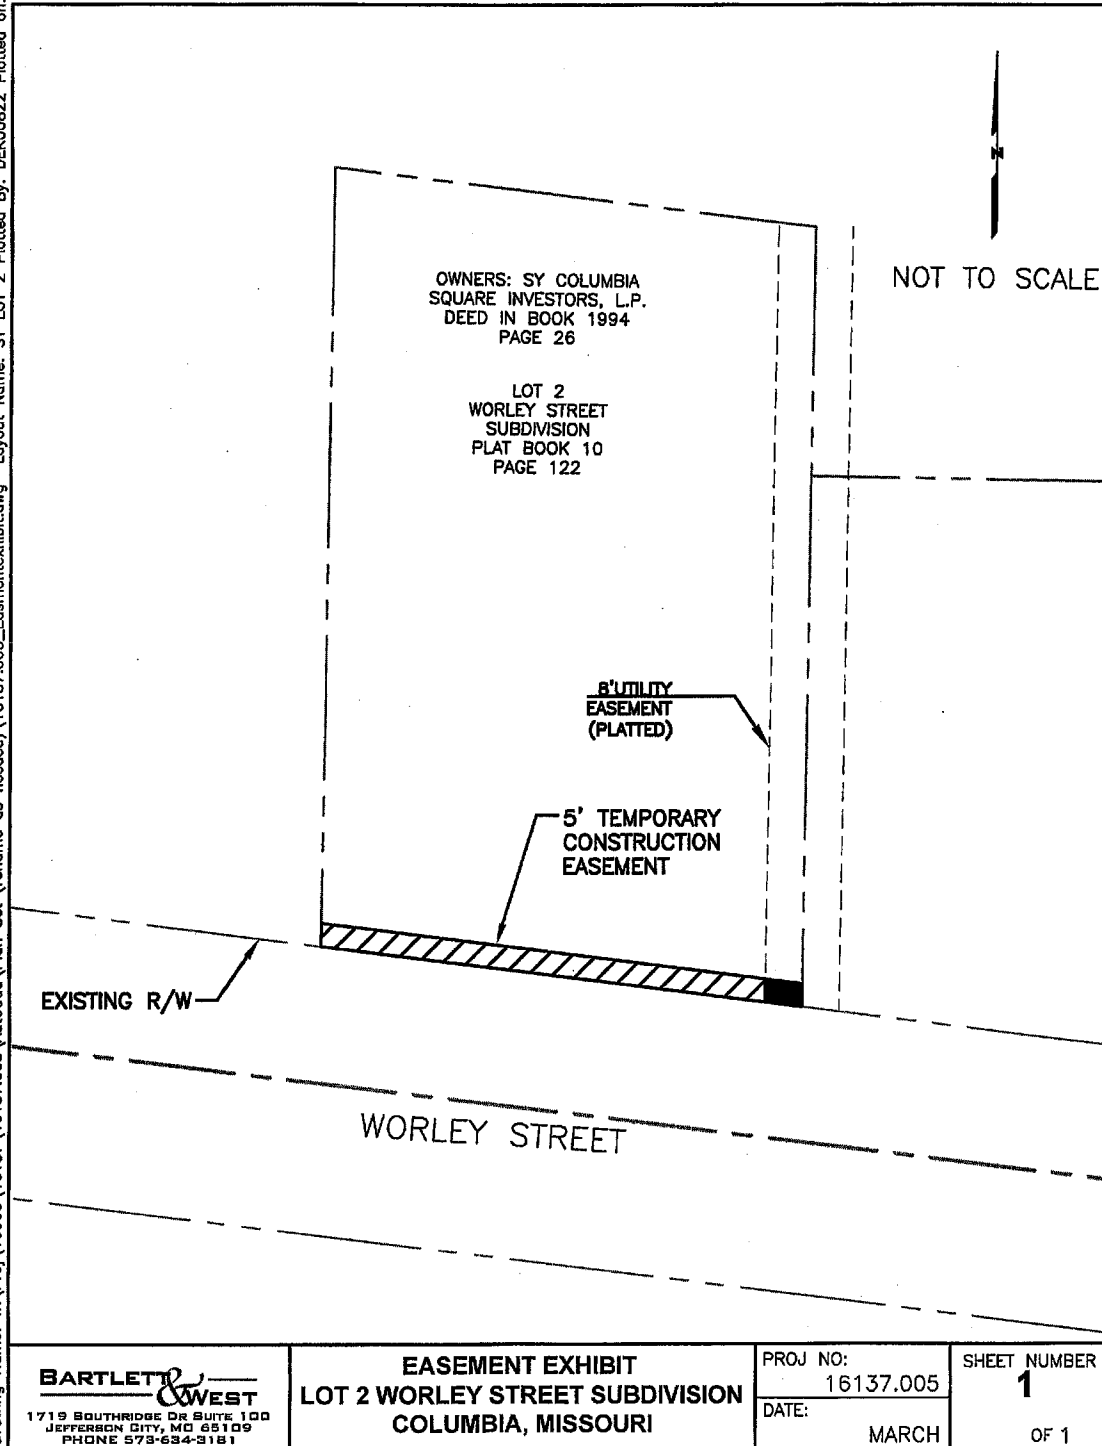 N
NOT TO SCALE
OWNERS: SY COLUMBIA
SQUARE INVESTORS, L.P.
DEED IN BOOK 1994
PAGE 26
LOT 2
WORLEY STREET
SUBDIVISION
PLAT BOOK 10
PAGE 122
8'UTILITY
EASEMENT
(PLATTED)
5' TEMPORARY
CONSTRUCTION
EASEMENT
EXISTING R/W
WORLEY STREET
BARTLETT
&WEST
1719 SOUTHRIDGE DR SUITE 100
JEFFERSON CITY, MO 65109
PHONE 573-634-3181
EASEMENT EXHIBIT
LOT 2 WORLEY STREET SUBDIVISION
COLUMBIA, MISSOURI
PROJ NO:
16137.005
DATE:
MARCH
SHEET NUMBER
1
OF 1